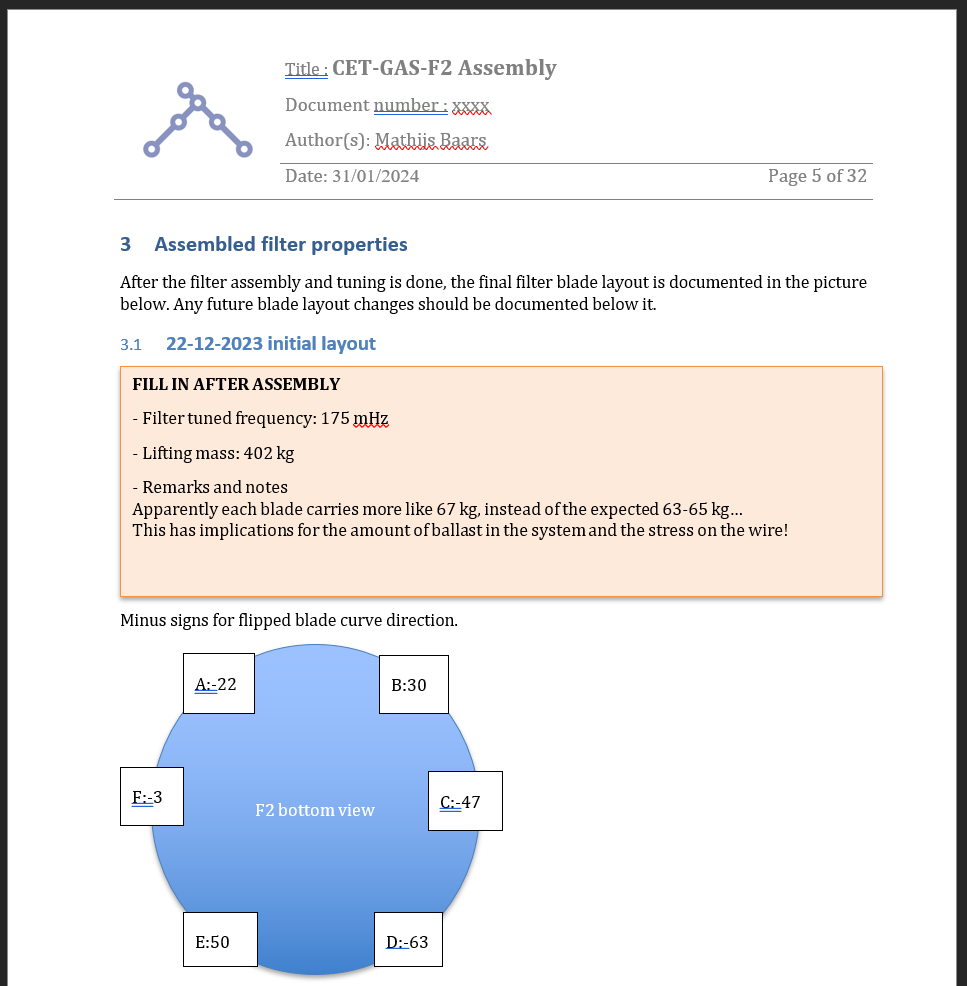 Title : CET-GAS-F2 Assembly
Document number : xxxx
Author(s): Mathijs Baars
Date: 31/01/2024 Page 5 of 32
3 Assembled filter properties
After the filter assembly and tuning is done, the final filter blade layout is documented in the picture
below. Any future blade layout changes should be documented below it.
3.1 22-12-2023 initial layout
FILL IN AFTER ASSEMBLY
- Filter tuned frequency: 175 mHz
- Lifting mass: 402 kg
- Remarks and notes
Apparently each blade carries more like 67 kg, instead of the expected 63-65 kg...
This has implications for the amount of ballast in the system and the stress on the wire!
Minus signs for flipped blade curve direction.
A:-22
B:30
F:-3
C:-47
F2 bottom view
E:50
D:-63